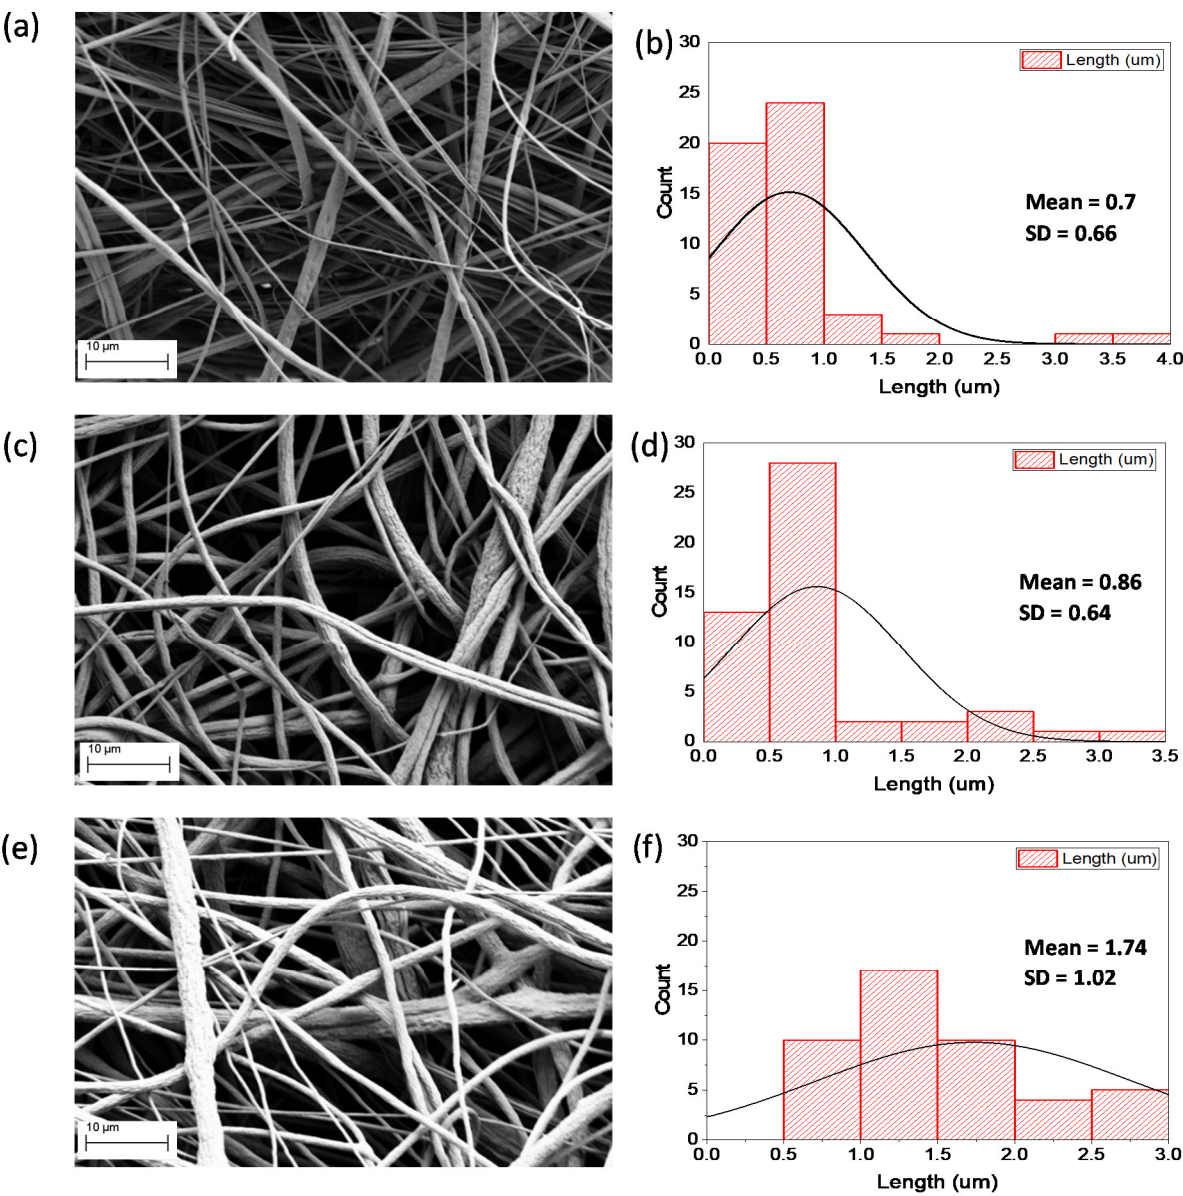 (a)
10 µm
(b)
30
25
20
15
10
5
0
Count
Length (um)
Mean = 0.7
SD = 0.66
0.0 0.5 1.0 1.5 2.0 2.5 3.0 3.5 4.0
Length (um)
(c)
10 µm
(d)
30
25
20
15
10
5
0
Count
Length (um)
Mean = 0.86
SD = 0.64
0.0 0.5 1.0 1.5 2.0 2.5 3.0 3.5
Length (um)
(e)
10 µm
(f)
30
25
20
15
10
5
0
Count
Length (um)
Mean = 1.74
SD = 1.02
0.0 0.5 1.0 1.5 2.0 2.5 3.0
Length (um)